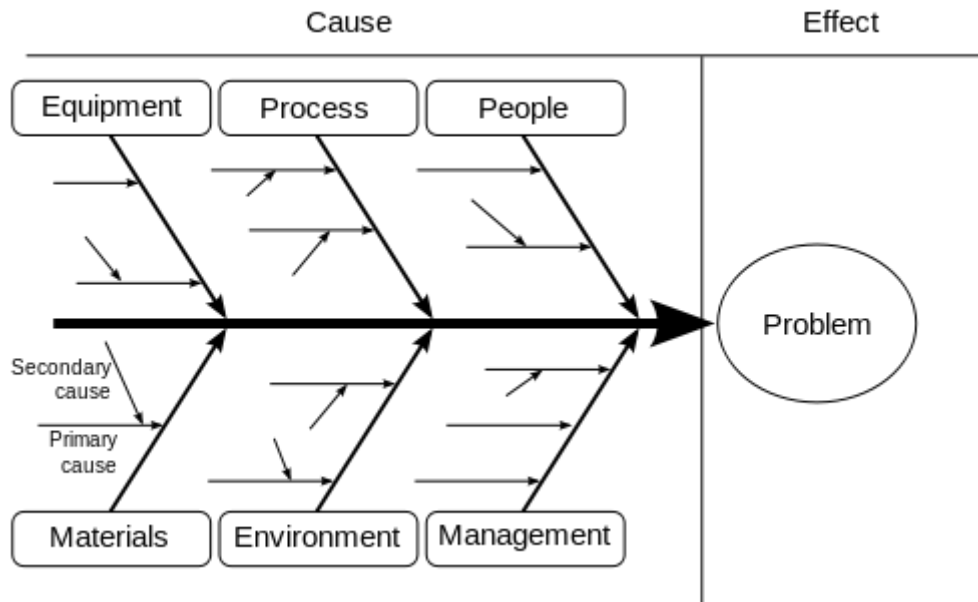 Cause
Effect
Equipment
Process
People
Problem
Secondary
cause
Primary
cause
Materials
Environment
Management